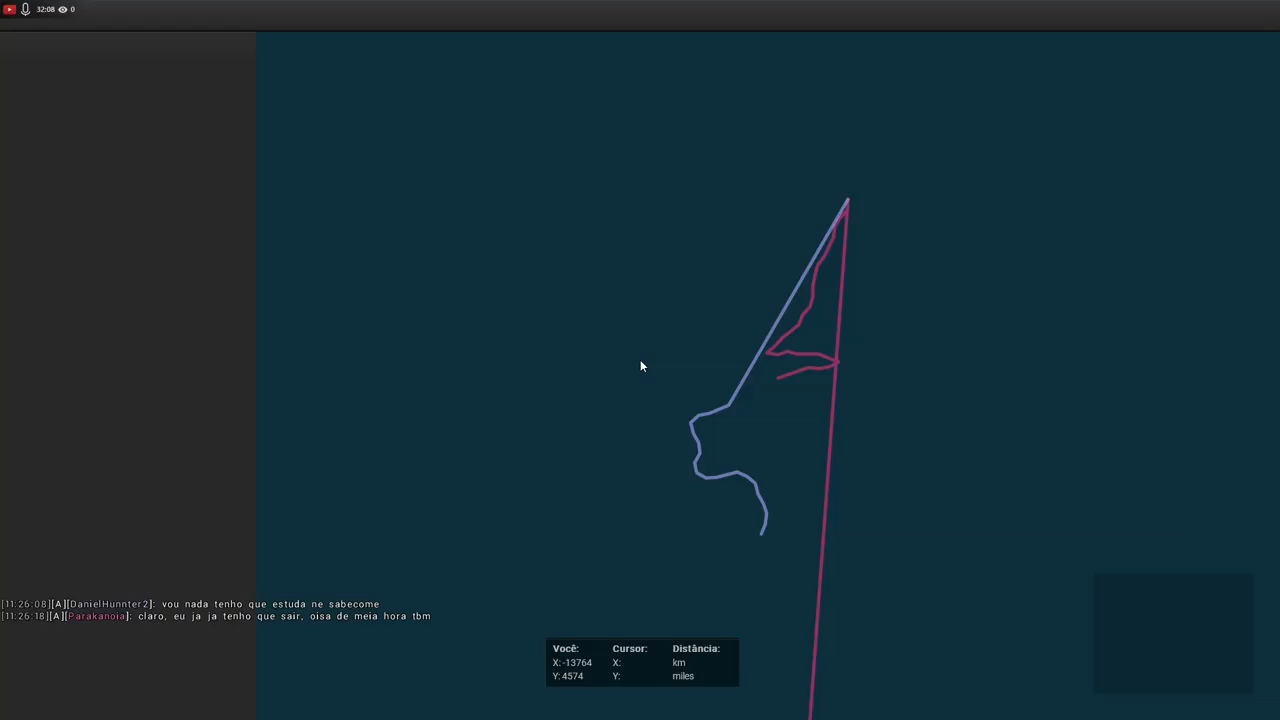 32:08 0
[11:26:08][A][DanielHunnter2]: vou nada tenho que estuda ne sabecome
[11:26:18][A][Parakanoia]: claro, eu ja ja tenho que sair, oisa de meia hora tbm
Você: Cursor: Distância:
X:-13764 X: km
Y: 4574 Y: miles